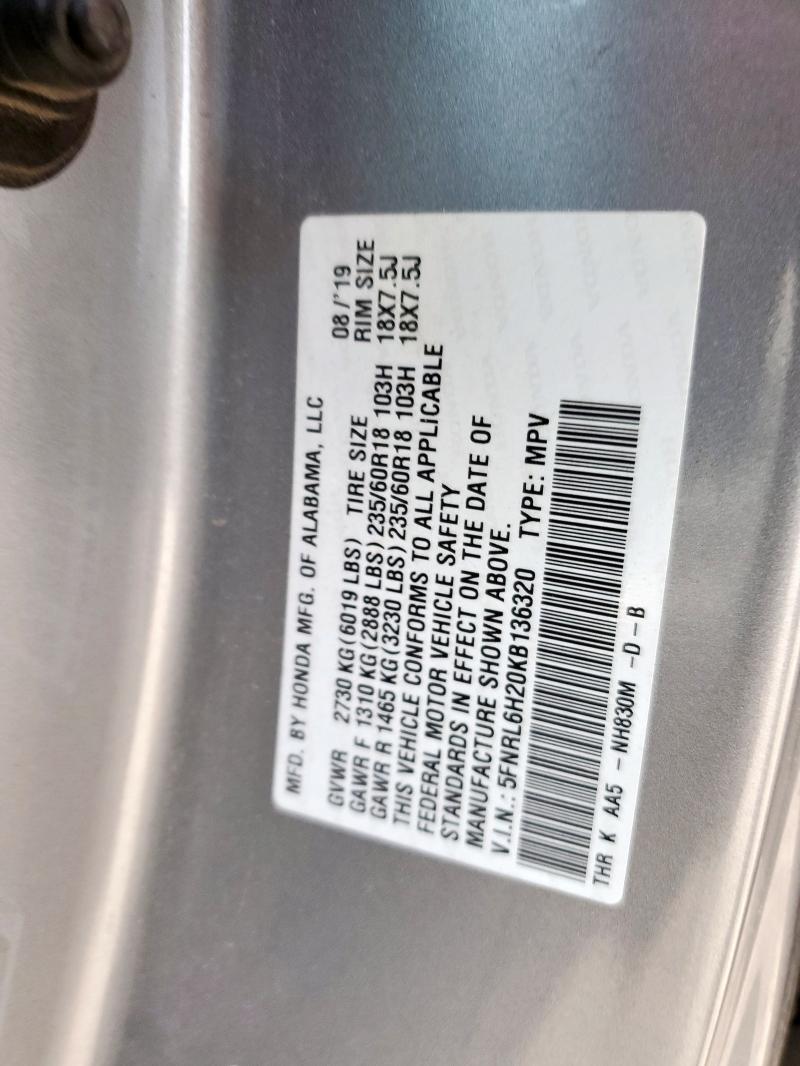 MFD. BY HONDA MFG. OF ALABAMA, LLC
08/'19
GVWR 2730 KG(6019 LBS) TIRE SIZE RIM SIZE
GAWR F 1310 KG(2888 LBS)235/60R18 103H 18X7.5J
GAWR R 1465 KG(3230 LBS)235/60R18 103H 18X7.5J
THIS VEHICLE CONFORMS TO ALL APPLICABLE
FEDERAL MOTOR VEHICLE SAFETY
STANDARDS IN EFFECT ON THE DATE OF
MANUFACTURE SHOWN ABOVE.
V.I.N.: 5FNRL6H20KB136320 TYPE: MPV
THR K AA5 -NH830M -D-B